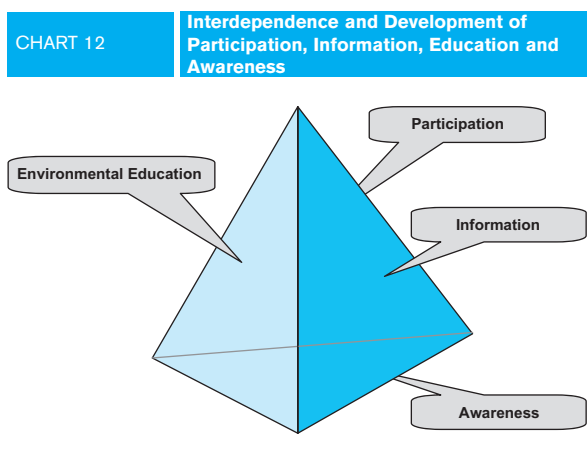 CHART 12
Interdependence and Development of
Participation, Information, Education and
Awareness
Participation
Environmental Education
Information
Awareness